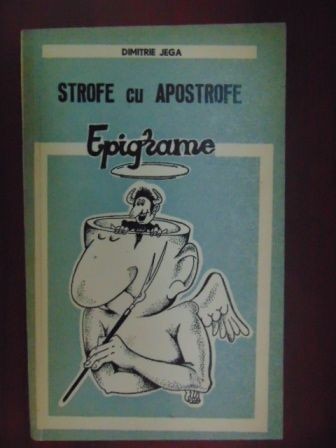 DIMITRIE JEGA
STROFE cu APOSTROFE
Epigrame